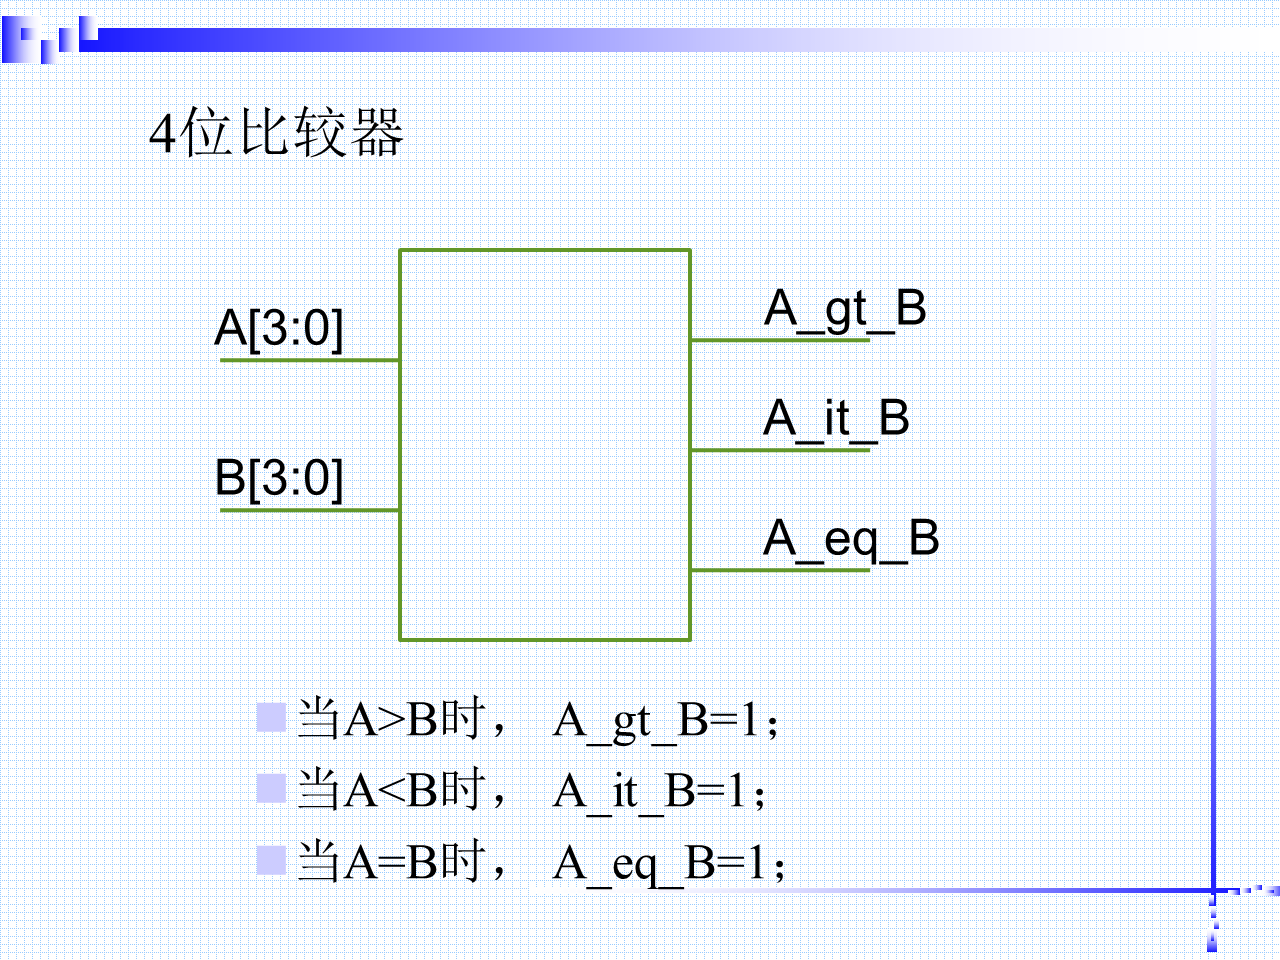 4位比较器
A[3:0]
B[3:0]
A_gt_B
A_it_B
A_eq_B
当A>B时， A_gt_B=1；
当A<B时， A_it_B=1；
当A=B时， A_eq_B=1；